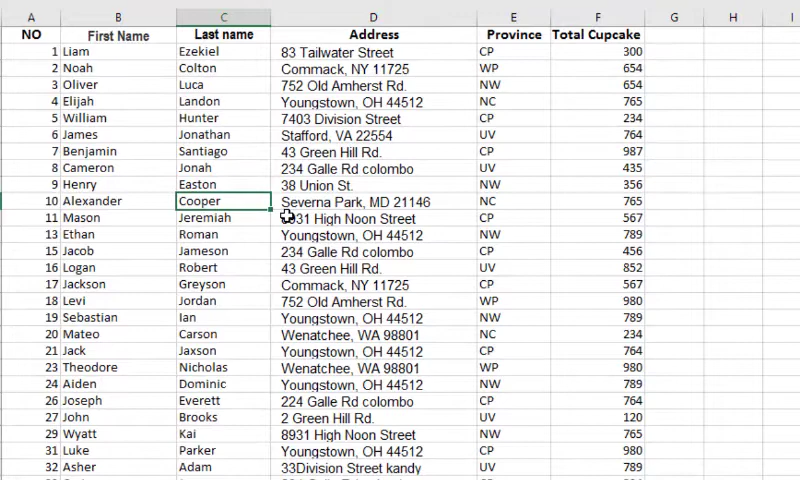 A B C D E F G H I
NO First Name Last name Address Province Total Cupcake
1 Liam Ezekiel 83 Tailwater Street CP 300
2 Noah Colton Commack, NY 11725 WP 654
3 Oliver Luca 752 Old Amherst Rd. NW 654
4 Elijah Landon Youngstown, OH 44512 NC 765
5 William Hunter 7403 Division Street CP 234
6 James Jonathan Stafford, VA 22554 UV 764
7 Benjamin Santiago 43 Green Hill Rd. CP 987
8 Cameron Jonah 234 Galle Rd colombo UV 435
9 Henry Easton 38 Union St. NW 356
10 Alexander Cooper Severna Park, MD 21146 NC 765
11 Mason Jeremiah 8931 High Noon Street CP 567
13 Ethan Roman Youngstown, OH 44512 NW 789
15 Jacob Jameson 234 Galle Rd colombo CP 456
16 Logan Robert 43 Green Hill Rd. UV 852
17 Jackson Greyson Commack, NY 11725 CP 567
18 Levi Jordan 752 Old Amherst Rd. WP 980
19 Sebastian Ian Youngstown, OH 44512 NW 789
20 Mateo Carson Wenatchee, WA 98801 NC 234
21 Jack Jaxson Youngstown, OH 44512 CP 764
23 Theodore Nicholas Wenatchee, WA 98801 WP 980
24 Aiden Dominic Youngstown, OH 44512 NW 789
26 Joseph Everett 224 Galle Rd colombo CP 764
27 John Brooks 2 Green Hill Rd. UV 120
29 Wyatt Kai 8931 High Noon Street NW 765
31 Luke Parker Youngstown, OH 44512 CP 980
32 Asher Adam 33Division Street kandy UV 789